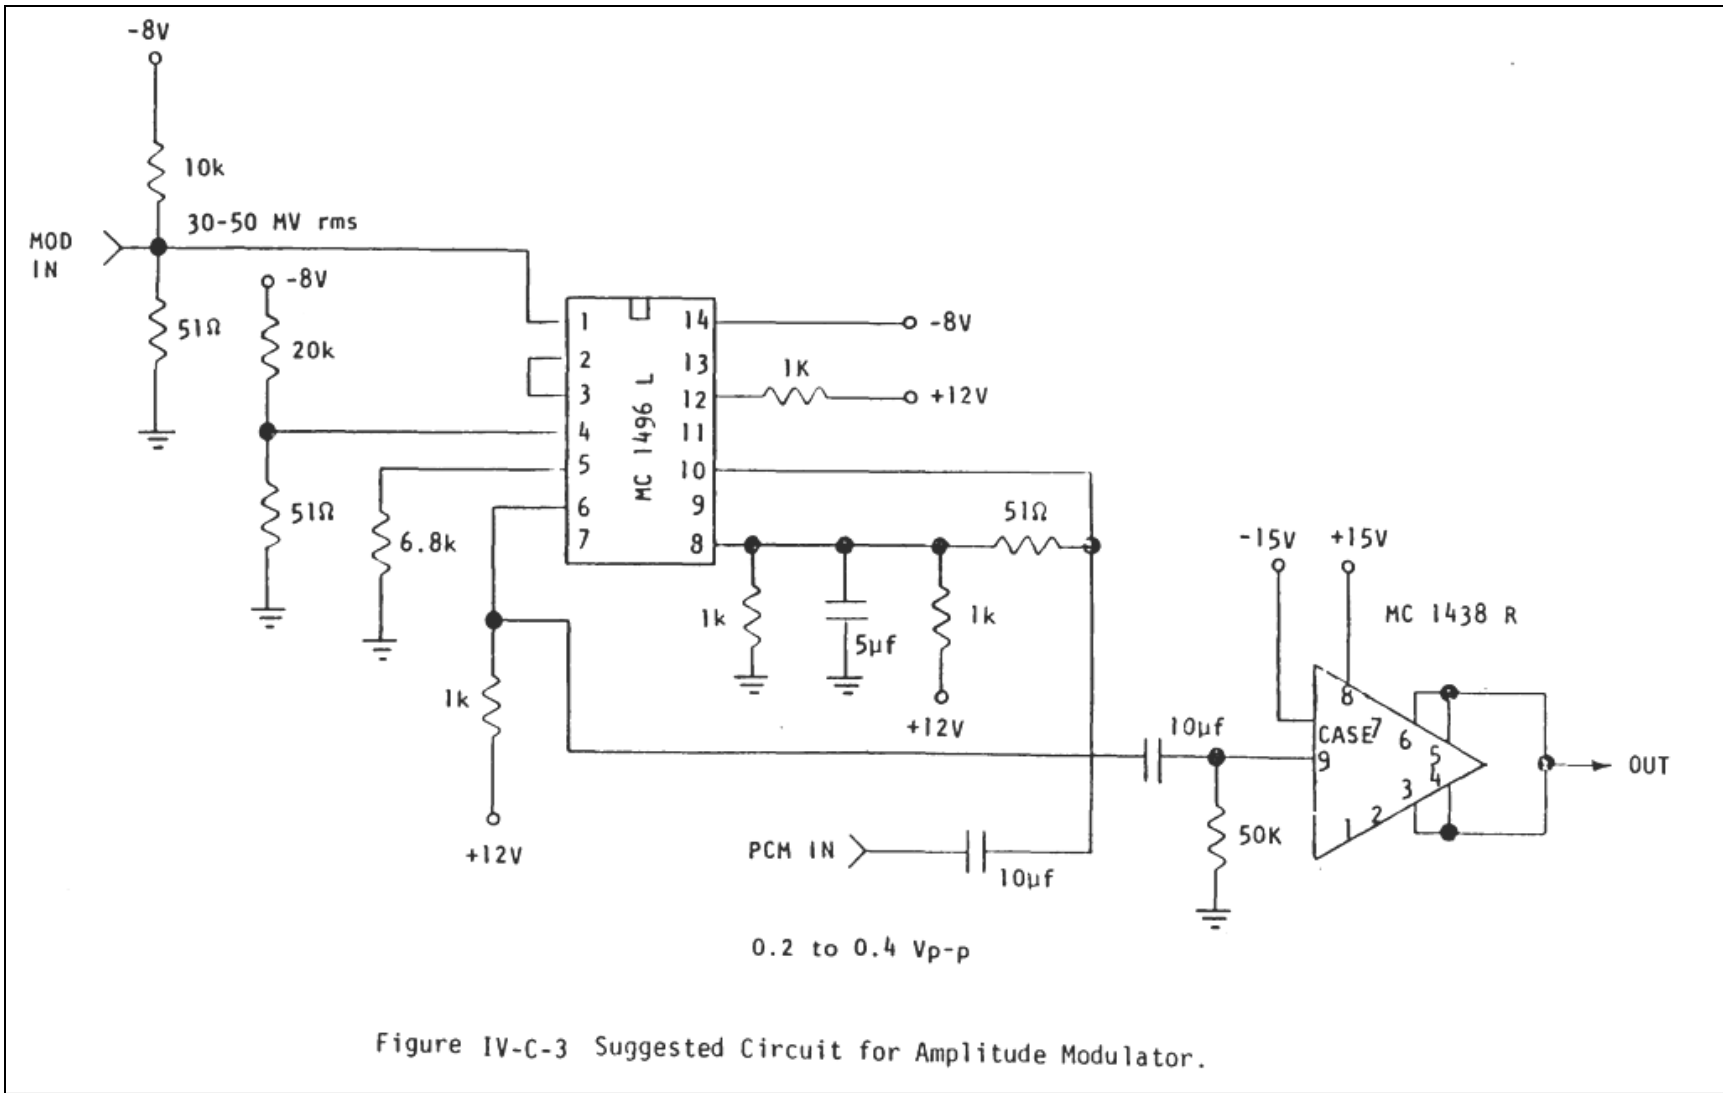 -8V
10k
30-50 MV rms
MOD
IN
-8V
51Ω
20k
1
2
3
4
5
6
7
MC 1496 L
14
13
12
11
10
9
8
-8V
1K
+12V
51Ω
6.8k
51Ω
1k
5µf
1k
+12V
1k
+12V
-15V
+15V
MC 1438 R
10µf
8
CASE
7
6
5
4
9
3
2
1
OUT
50K
PCM IN
10µf
0.2 to 0.4 Vp-p
Figure IV-C-3 Suggested Circuit for Amplitude Modulator.